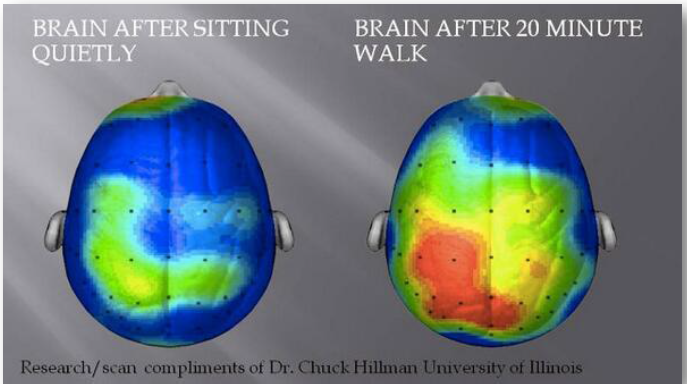 BRAIN AFTER SITTING
QUIETLY
BRAIN AFTER 20 MINUTE
WALK
Research/scan compliments of Dr. Chuck Hillman University of Illinois